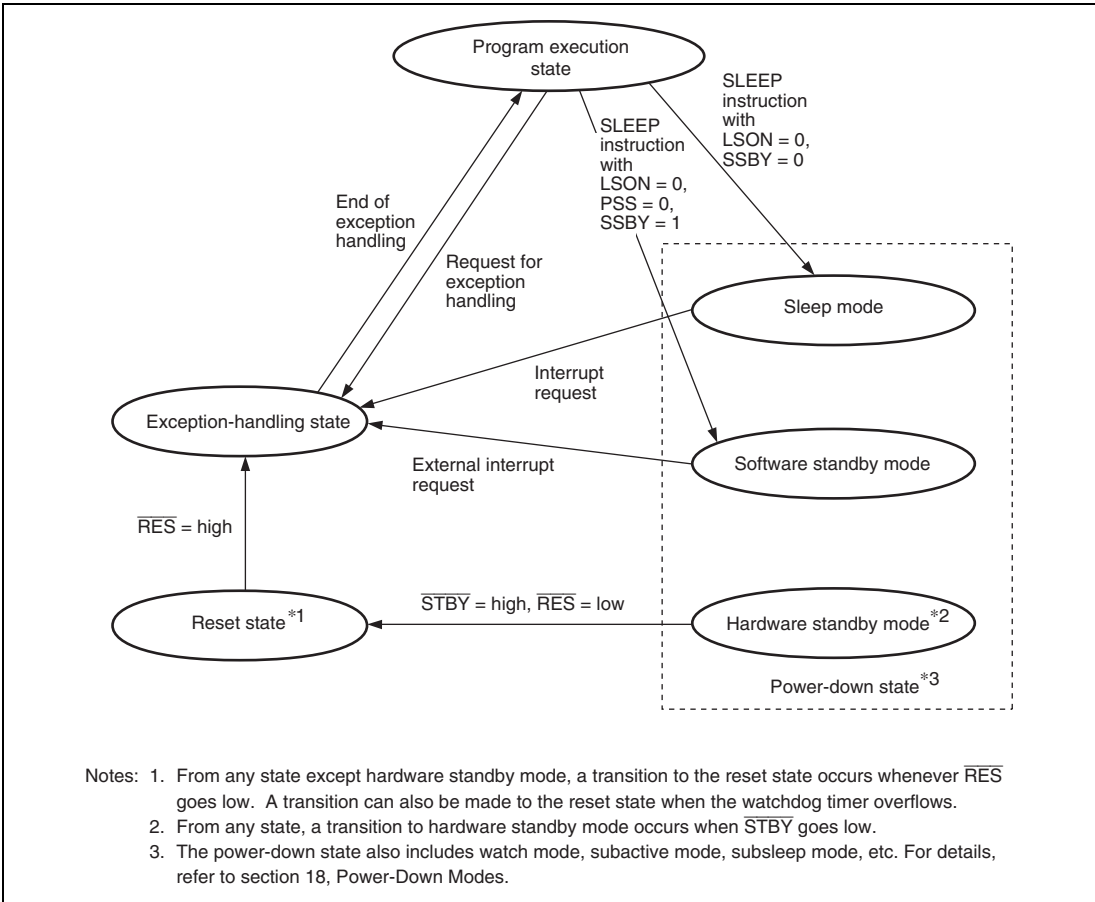 Program execution
state
SLEEP
instruction
with
LSON = 0,
SSBY = 0
SLEEP
instruction
with
LSON = 0,
PSS = 0,
SSBY = 1
End of
exception
handling
Request for
exception
handling
Sleep mode
Interrupt
request
Exception-handling state
External interrupt
request
Software standby mode
R̅E̅S̅ = high
S̅T̅B̅Y̅ = high, R̅E̅S̅ = low
Reset state*1
Hardware standby mode*2
Power-down state*3
Notes: 1. From any state except hardware standby mode, a transition to the reset state occurs whenever R̅E̅S̅
goes low. A transition can also be made to the reset state when the watchdog timer overflows.
2. From any state, a transition to hardware standby mode occurs when S̅T̅B̅Y̅ goes low.
3. The power-down state also includes watch mode, subactive mode, subsleep mode, etc. For details,
refer to section 18, Power-Down Modes.